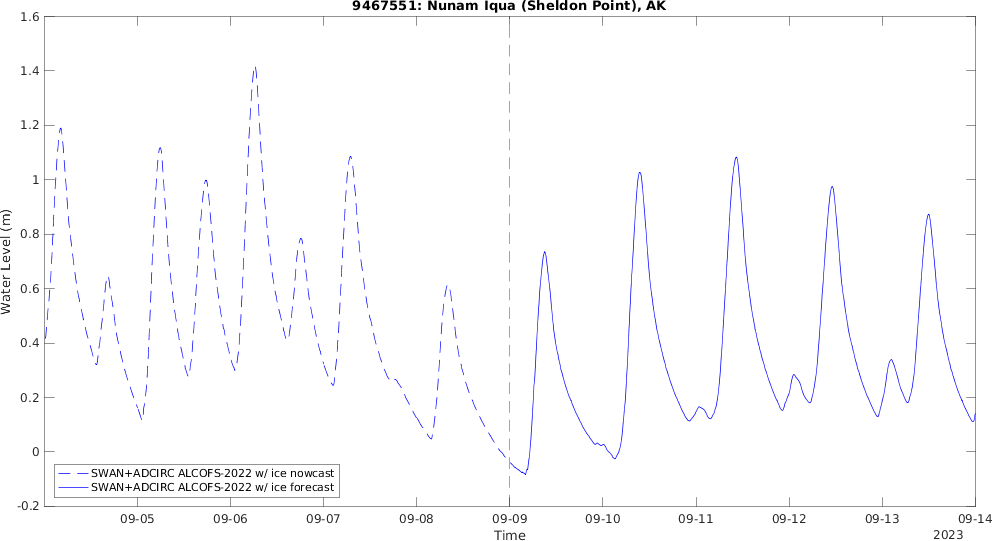 9467551: Nunam Iqua (Sheldon Point), AK
Water Level (m)
1.6
1.4
1.2
1
0.8
0.6
0.4
0.2
0
-0.2
SWAN+ADCIRC ALCOFS-2022 w/ ice nowcast
SWAN+ADCIRC ALCOFS-2022 w/ ice forecast
09-05 09-06 09-07 09-08 09-09 09-10 09-11 09-12 09-13 09-14
Time
2023